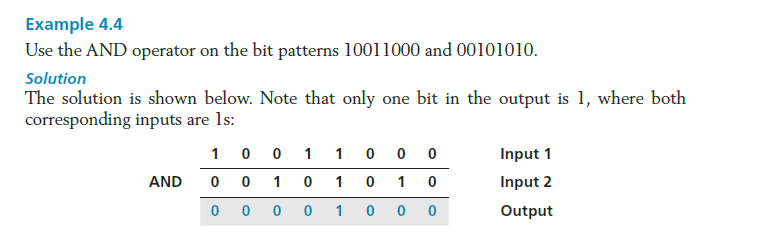 Example 4.4
Use the AND operator on the bit patterns 10011000 and 00101010.
Solution
The solution is shown below. Note that only one bit in the output is 1, where both
corresponding inputs are 1s:
1 0 0 1 1 0 0 0 Input 1
AND 0 0 1 0 1 0 1 0 Input 2
0 0 0 0 1 0 0 0 Output